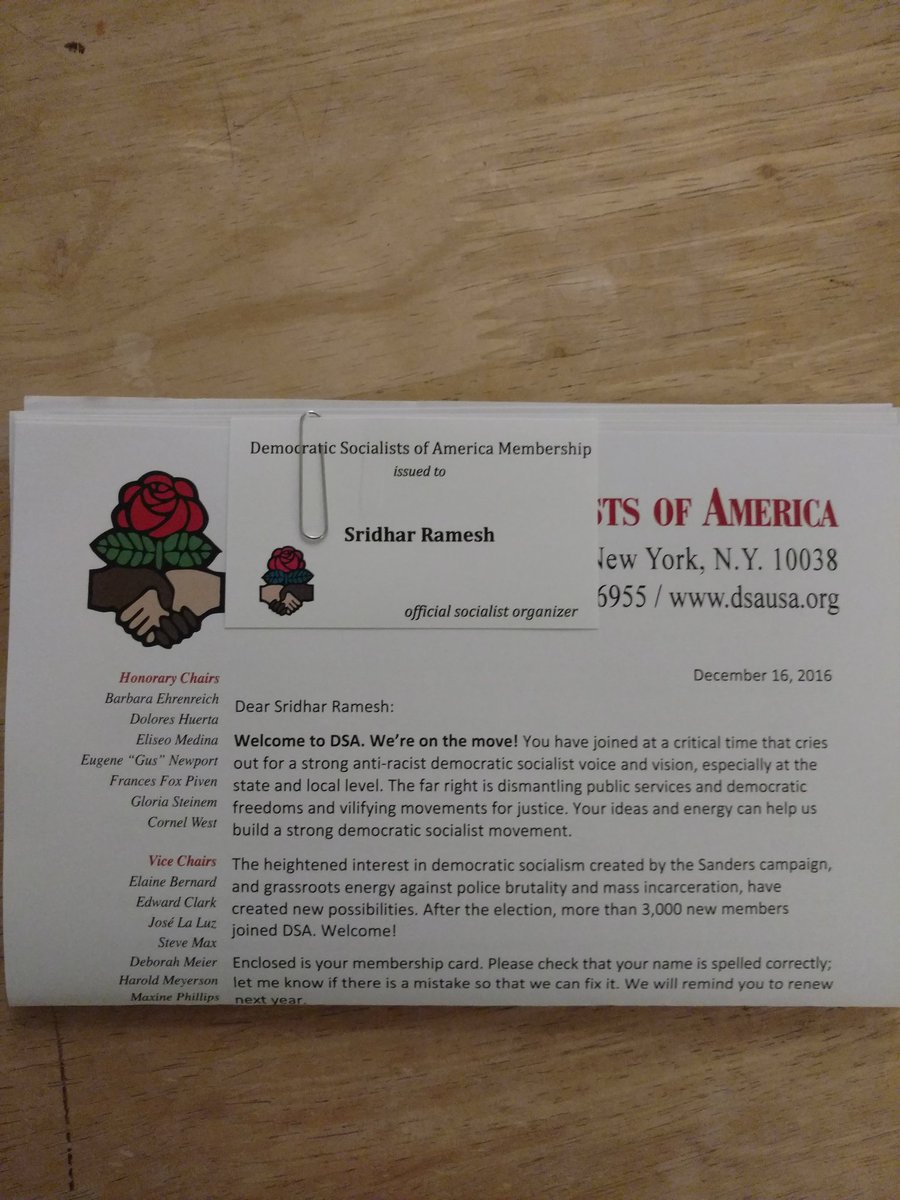 Democratic Socialists of America Membership
issued to
Sridhar Ramesh
official socialist organizer
STS OF AMERICA
New York, N.Y. 10038
6955 / www.dsausa.org
December 16, 2016
Honorary Chairs
Barbara Ehrenreich
Dolores Huerta
Eliseo Medina
Eugene “Gus” Newport
Frances Fox Piven
Gloria Steinem
Cornel West
Vice Chairs
Elaine Bernard
Edward Clark
José La Luz
Steve Max
Deborah Meier
Harold Meyerson
Maxine Phillips
Dear Sridhar Ramesh:
Welcome to DSA. We’re on the move! You have joined at a critical time that cries
out for a strong anti-racist democratic socialist voice and vision, especially at the
state and local level. The far right is dismantling public services and democratic
freedoms and vilifying movements for justice. Your ideas and energy can help us
build a strong democratic socialist movement.
The heightened interest in democratic socialism created by the Sanders campaign,
and grassroots energy against police brutality and mass incarceration, have
created new possibilities. After the election, more than 3,000 new members
joined DSA. Welcome!
Enclosed is your membership card. Please check that your name is spelled correctly;
let me know if there is a mistake so that we can fix it. We will remind you to renew
next year.